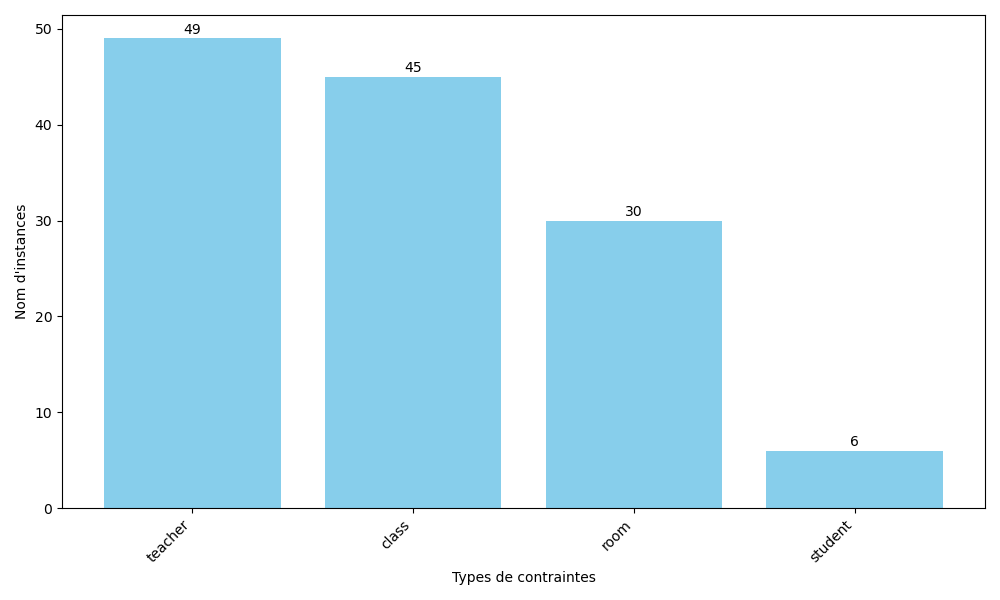 50
40
30
20
10
0
49
45
30
6
Nom d'instances
teacher
class
room
student
Types de contraintes